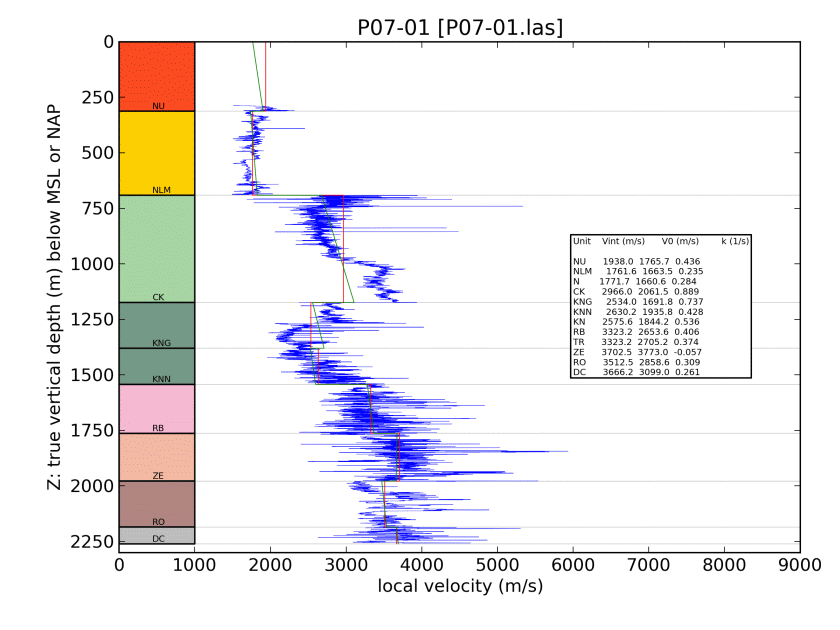 P07-01 [P07-01.las]
Z: true vertical depth (m) below MSL or NAP
0
250
500
750
1000
1250
1500
1750
2000
2250
NU
NLM
CK
KNG
KNN
RB
ZE
RO
DC
Unit Vint (m/s) V0 (m/s) k (1/s)
NU 1938.0 1765.7 0.436
NLM 1761.6 1663.5 0.235
N 1771.7 1660.6 0.284
CK 2966.0 2061.5 0.889
KNG 2534.0 1691.8 0.737
KNN 2630.2 1935.8 0.428
KN 2575.6 1844.2 0.536
RB 3323.2 2653.6 0.406
TR 3323.2 2705.2 0.374
ZE 3702.5 3773.0 -0.057
RO 3512.5 2858.6 0.309
DC 3666.2 3099.0 0.261
0 1000 2000 3000 4000 5000 6000 7000 8000 9000
local velocity (m/s)